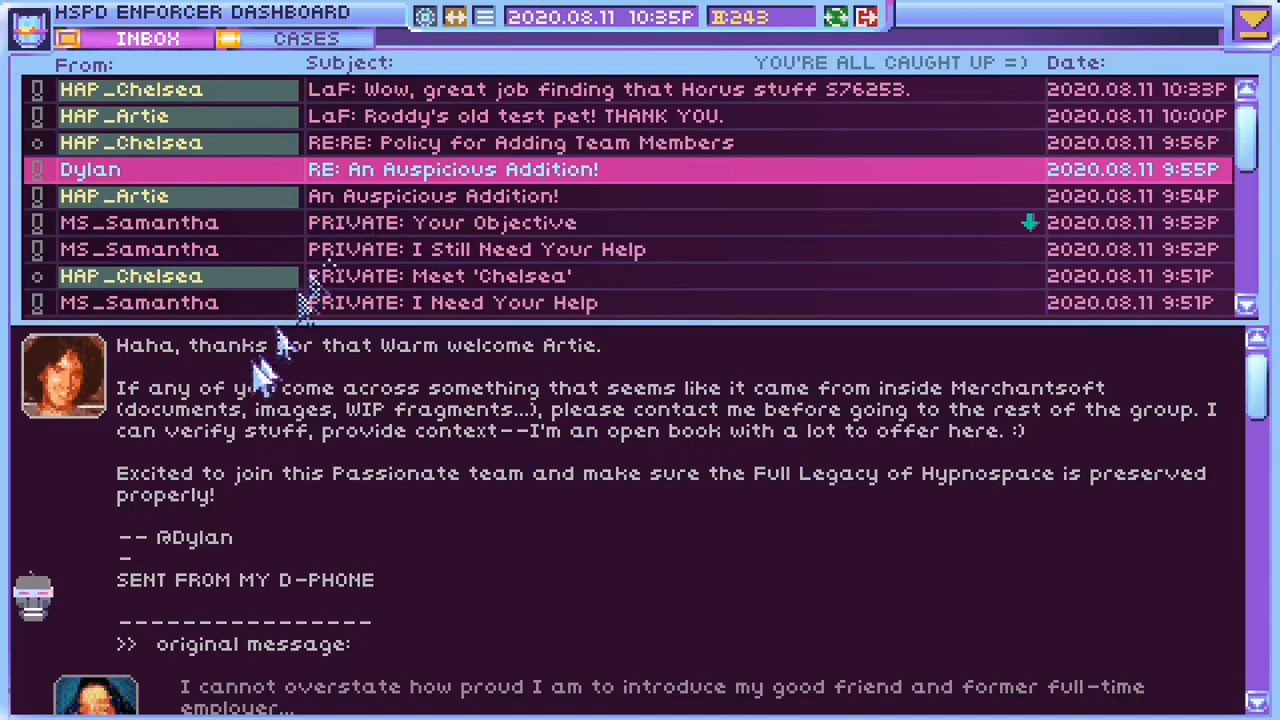 HSPD ENFORCER DASHBOARD
2020.08.11 10:35P
243
INBOX
CASES
From:
Subject:
YOU'RE ALL CAUGHT UP =)
Date:
HAP_Chelsea LaF: Wow, great job finding that Horus stuff S76253. 2020.08.11 10:33P
HAP_Artie LaF: Roddy's old test pet! THANK YOU. 2020.08.11 10:00P
HAP_Chelsea RE:RE: Policy for Adding Team Members 2020.08.11 9:56P
Dylan RE: An Auspicious Addition! 2020.08.11 9:55P
HAP_Artie An Auspicious Addition! 2020.08.11 9:54P
MS_Samantha PRIVATE: Your Objective 2020.08.11 9:53P
MS_Samantha PRIVATE: I Still Need Your Help 2020.08.11 9:52P
HAP_Chelsea PRIVATE: Meet 'Chelsea' 2020.08.11 9:51P
MS_Samantha PRIVATE: I Need Your Help 2020.08.11 9:51P
Haha, thanks for that Warm welcome Artie.
If any of you come across something that seems like it came from inside Merchantsoft
(documents, images, WIP fragments...), please contact me before going to the rest of the group. I
can verify stuff, provide context--I'm an open book with a lot to offer here. :)
Excited to join this Passionate team and make sure the Full Legacy of Hypnospace is preserved
properly!
-- @Dylan
–
SENT FROM MY D-PHONE
________________
>> original message:
I cannot overstate how proud I am to introduce my good friend and former full-time
employer...